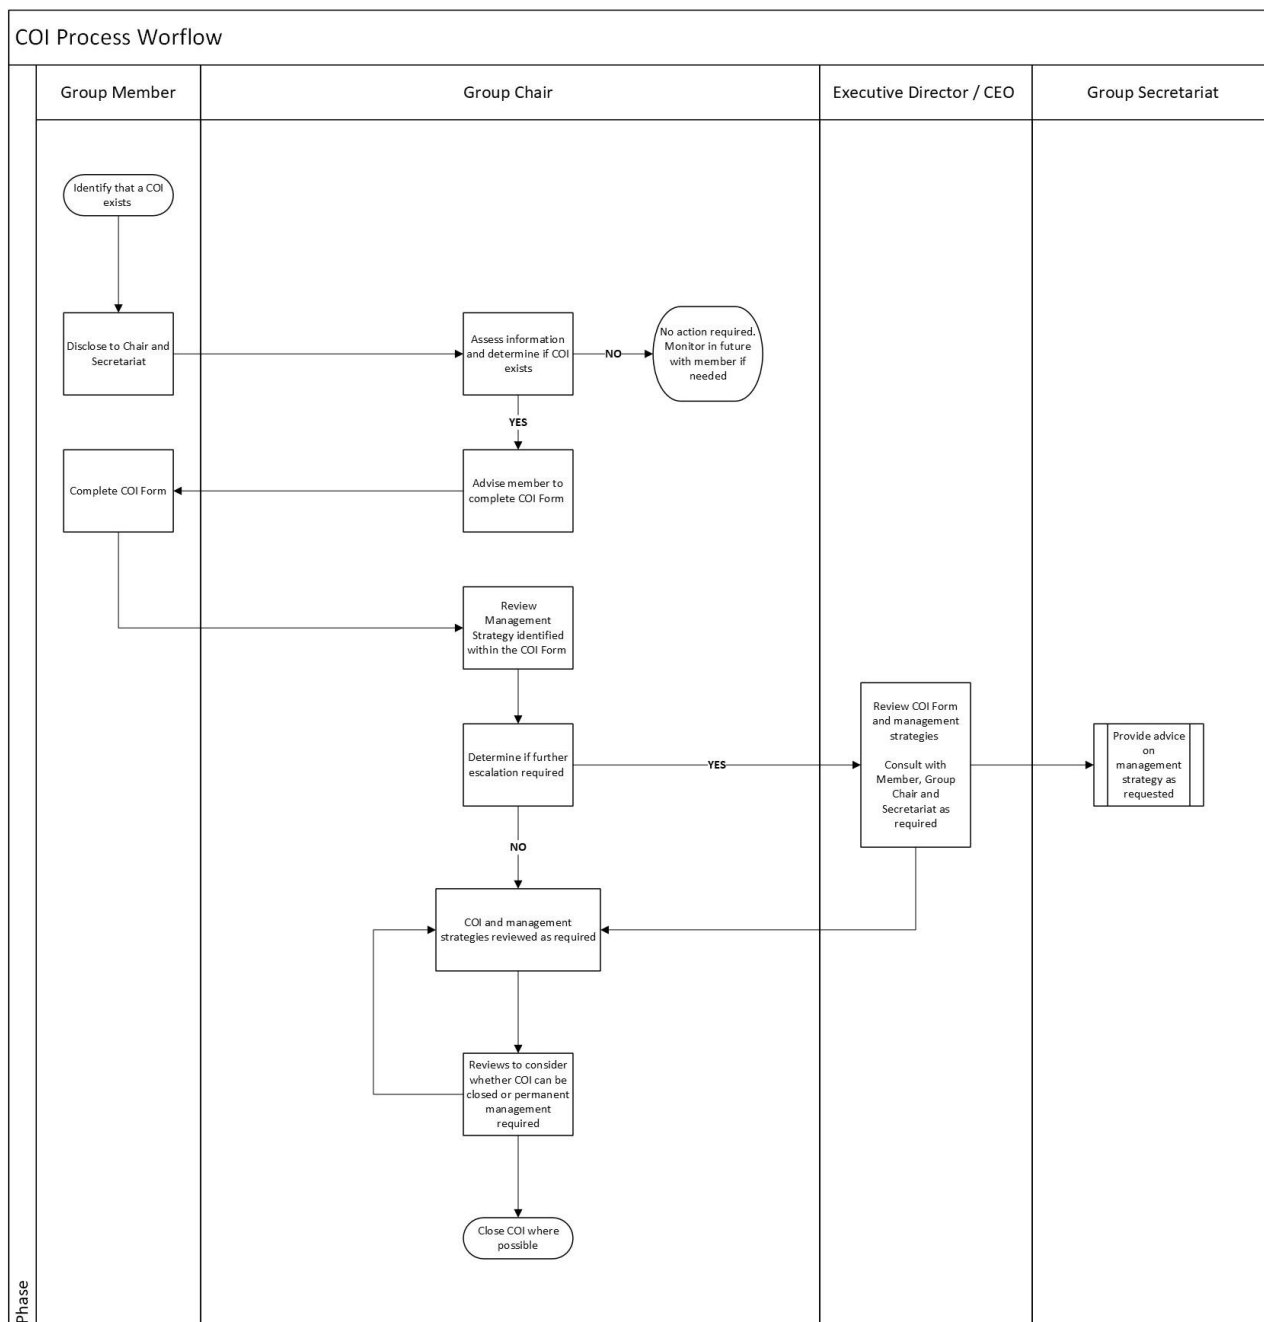 COI Process Worflow
Group Member
Group Chair
Executive Director / CEO
Group Secretariat
Identify that a COI
exists
Disclose to Chair and
Secretariat
Assess information
and determine if COI
exists
NO
No action required.
Monitor in future
with member if
needed
YES
Complete COI Form
Advise member to
complete COI Form
Review
Management
Strategy identified
within the COI Form
Determine if further
escalation required
YES
Review COI Form
and management
strategies
Consult with
Member, Group
Chair and
Secretariat as
required
Provide advice
on
management
strategy as
requested
NO
COI and management
strategies reviewed as required
Reviews to consider
whether COI can be
closed or permanent
management
required
Close COI where
possible
Phase